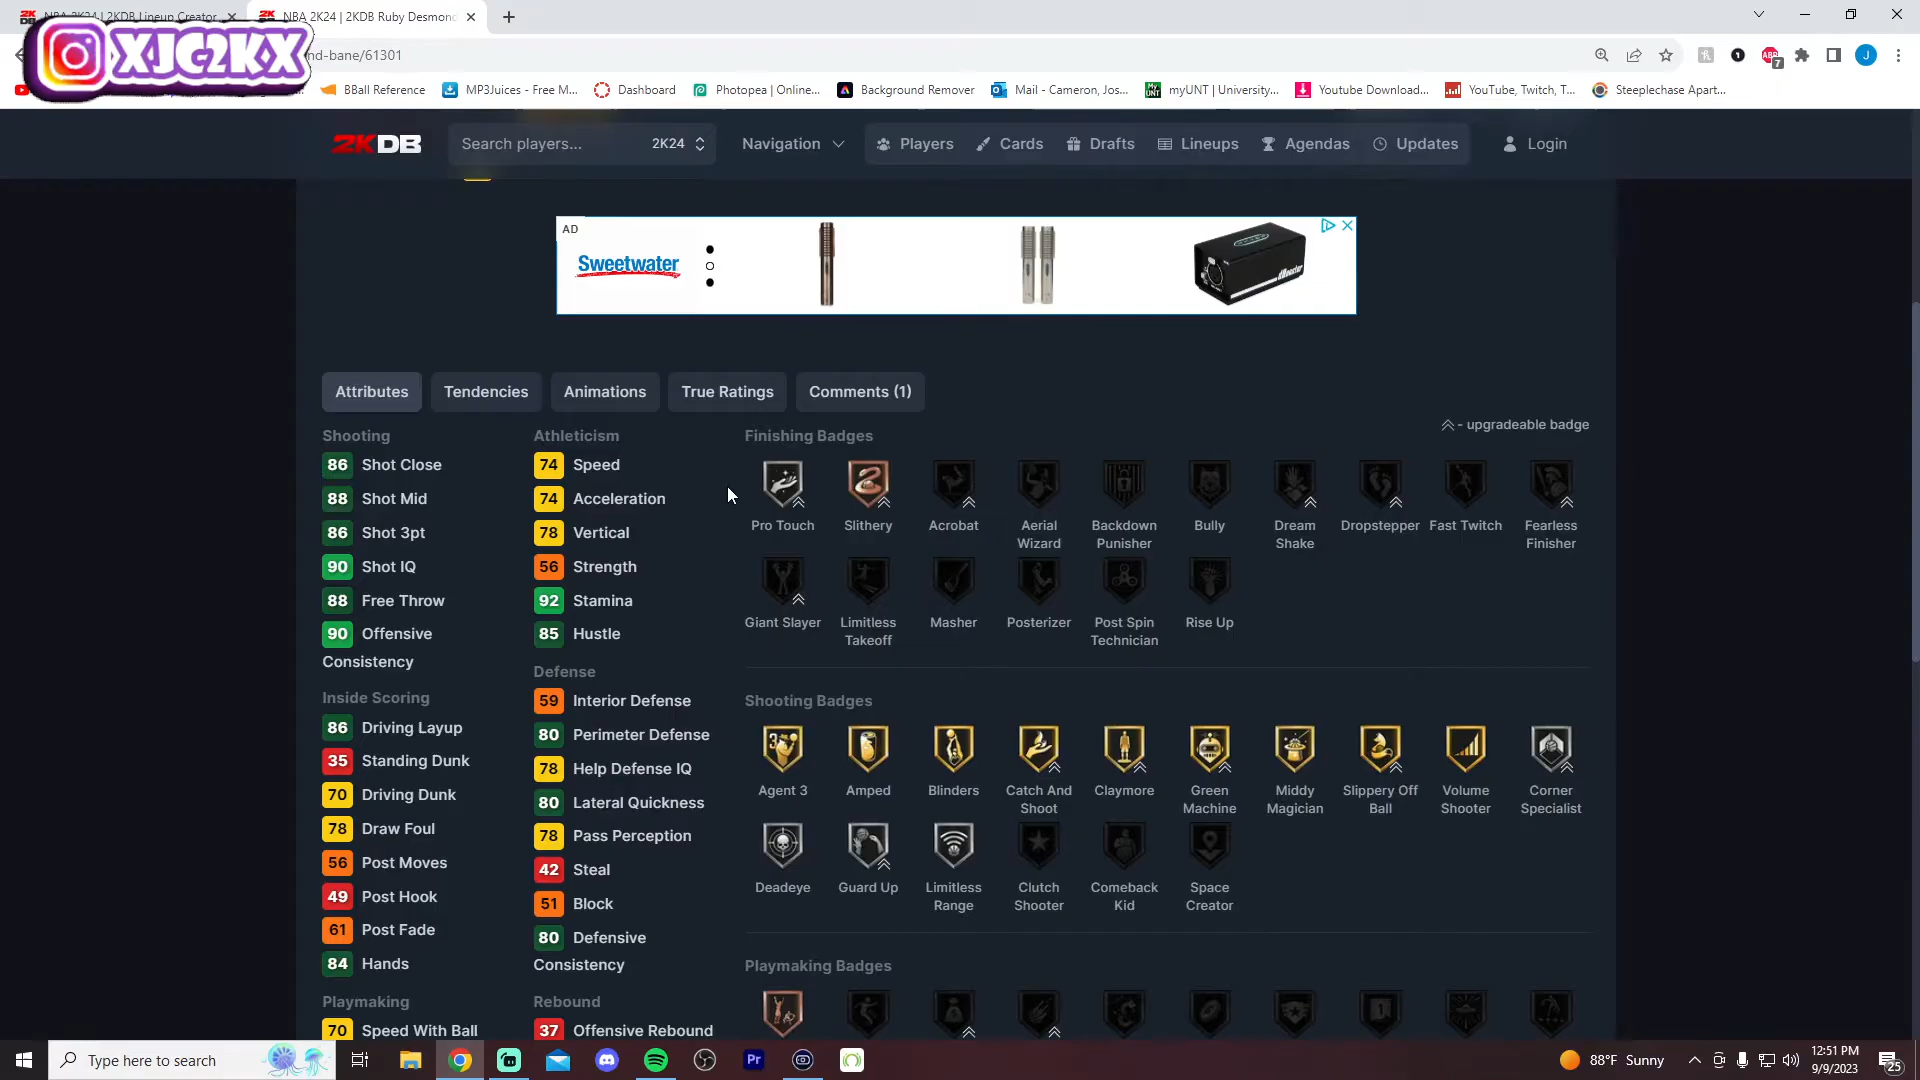 NBA 2K24 | 2KDB Lineup Creator
NBA 2K24 | 2KDB Ruby Desmond
XJC2KX
nd-bane/61301
BBall Reference
MP3Juices - Free M...
Dashboard
Photopea | Online...
Background Remover
Mail - Cameron, Jos...
myUNT | University...
Youtube Download...
YouTube, Twitch, T...
Steeplechase Apart...
2KDB
Search players...
2K24
Navigation
Players
Cards
Drafts
Lineups
Agendas
Updates
Login
AD
Sweetwater
Attributes
Tendencies
Animations
True Ratings
Comments (1)
- upgradeable badge
Shooting
86 Shot Close
88 Shot Mid
86 Shot 3pt
90 Shot IQ
88 Free Throw
90 Offensive
Consistency
Inside Scoring
86 Driving Layup
35 Standing Dunk
70 Driving Dunk
78 Draw Foul
56 Post Moves
49 Post Hook
61 Post Fade
84 Hands
Playmaking
70 Speed With Ball
Athleticism
74 Speed
74 Acceleration
78 Vertical
56 Strength
92 Stamina
85 Hustle
Defense
59 Interior Defense
80 Perimeter Defense
78 Help Defense IQ
80 Lateral Quickness
78 Pass Perception
42 Steal
51 Block
80 Defensive
Consistency
Rebound
37 Offensive Rebound
Finishing Badges
Pro Touch
Slithery
Acrobat
Aerial
Wizard
Backdown
Punisher
Bully
Dream
Shake
Dropstepper
Fast Twitch
Fearless
Finisher
Giant Slayer
Limitless
Takeoff
Masher
Posterizer
Post Spin
Technician
Rise Up
Shooting Badges
Agent 3
Amped
Blinders
Catch And
Shoot
Claymore
Green
Machine
Middy
Magician
Slippery Off
Ball
Volume
Shooter
Corner
Specialist
Deadeye
Guard Up
Limitless
Range
Clutch
Shooter
Comeback
Kid
Space
Creator
Playmaking Badges
Type here to search
88°F Sunny
12:51 PM
9/9/2023
25